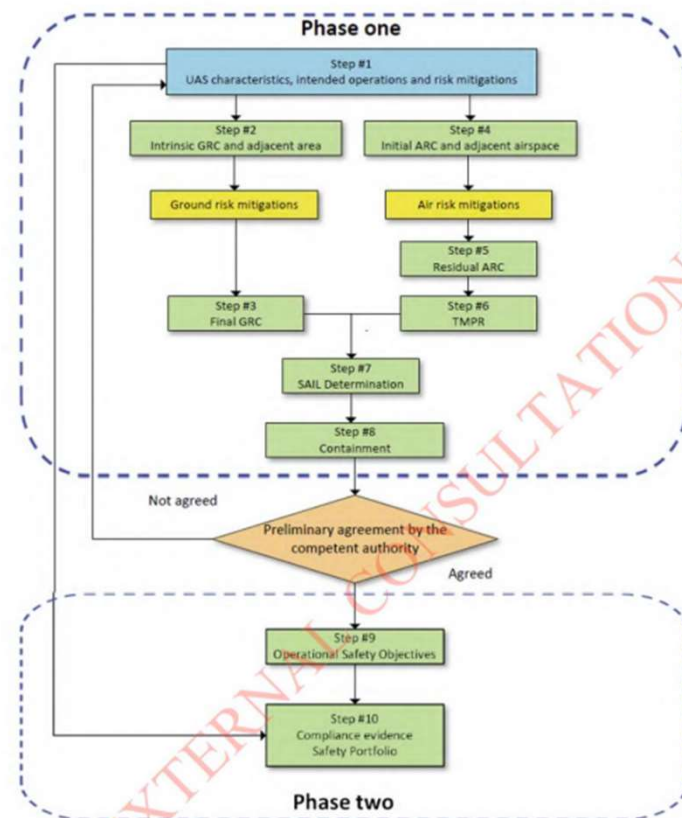 Phase one
Step #1
UAS characteristics, intended operations and risk mitigations
Step #2
Intrinsic GRC and adjacent area
Step #4
Initial ARC and adjacent airspace
Ground risk mitigations
Air risk mitigations
Step #5
Residual ARC
Step #3
Final GRC
Step #6
TMPR
Step #7
SAIL Determination
Step #8
Containment
Not agreed
Preliminary agreement by the
competent authority
Agreed
Step #9
Operational Safety Objectives
Step #10
Compliance evidence
Safety Portfolio
Phase two
EXTERNAL CONSULTATION